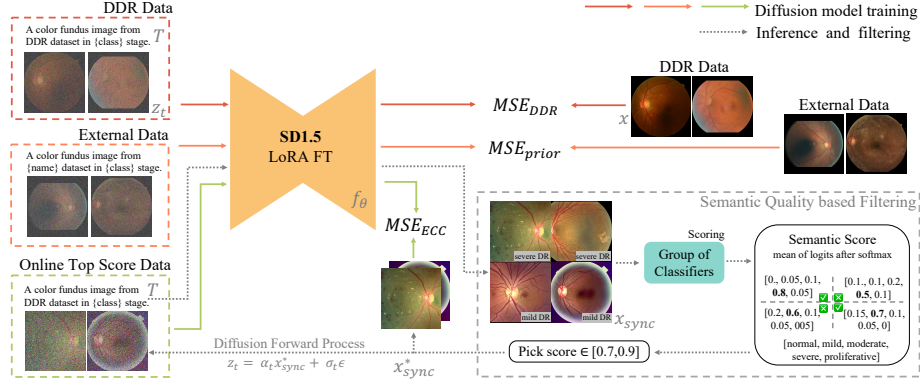 DDR Data
A color fundus image from
DDR dataset in {class} stage.
T
z_t
External Data
A color fundus image from
{name} dataset in {class} stage.
Online Top Score Data
A color fundus image from
DDR dataset in {class} stage.
T
SD1.5
LoRA FT
f_θ
MSE_DDR
MSE_prior
MSE_ECC
Diffusion model training
Inference and filtering
DDR Data
x
External Data
Semantic Quality based Filtering
severe DR
severe DR
mild DR
mild DR
x_sync
Scoring
Group of
Classifiers
Semantic Score
mean of logits after softmax
[0., 0.05, 0.1,
0.8, 0.05]
[0.1., 0.1, 0.2,
0.5, 0.1]
[0.2, 0.6, 0.1,
0.05, 005]
[0.15, 0.7, 0.1,
0.05, 0]
[normal, mild, moderate,
severe, proliferative]
Pick score ∈ [0.7,0.9]
x*_sync
Diffusion Forward Process
z_t = α_t x*_sync + σ_t ϵ